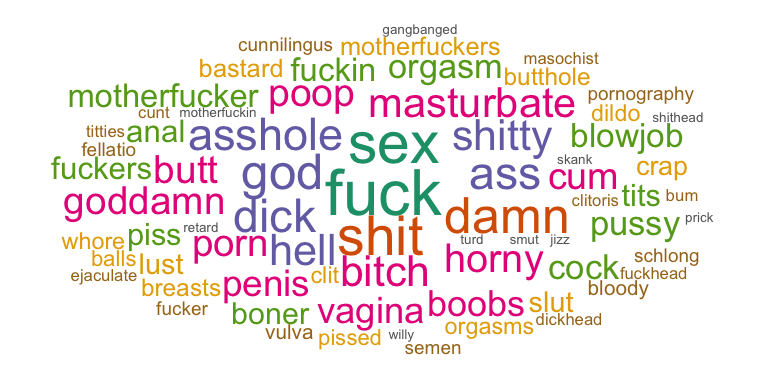 gangbanged
cunnilingus motherfuckers
bastard fuckin orgasm masochist
butthole
motherfucker poop masturbate pornography
dildo
cunt motherfuckin shithead
titties anal asshole sex shitty blowjob
fellatio
fuckers butt god fuck ass skank cum crap
goddamn clitoris tits bum
dick shit damn pussy prick
whore piss retard porn hell turd smut jizz
balls lust bitch horny cock schlong
ejaculate fuckhead
breasts penis clit bloody
fucker boner vagina boobs slut
vulva pissed willy orgasms dickhead
semen